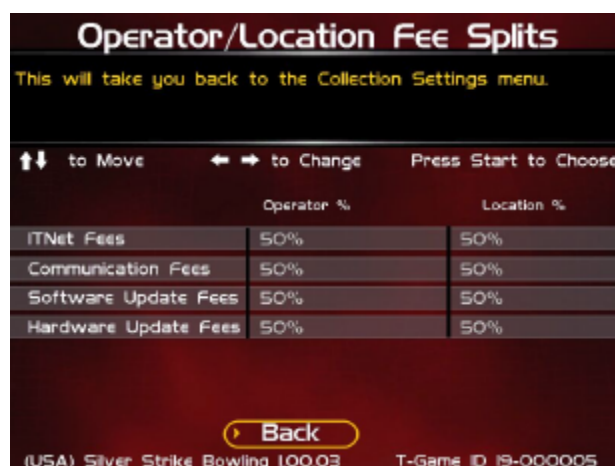 Operator/Location Fee Splits
This will take you back to the Collection Settings menu.
to Move to Change Press Start to Choose
Operator % Location %
ITNet Fees 50% 50%
Communication Fees 50% 50%
Software Update Fees 50% 50%
Hardware Update Fees 50% 50%
Back
(USA) Silver Strike Bowling 1.00.03 T-Game ID 19-000005